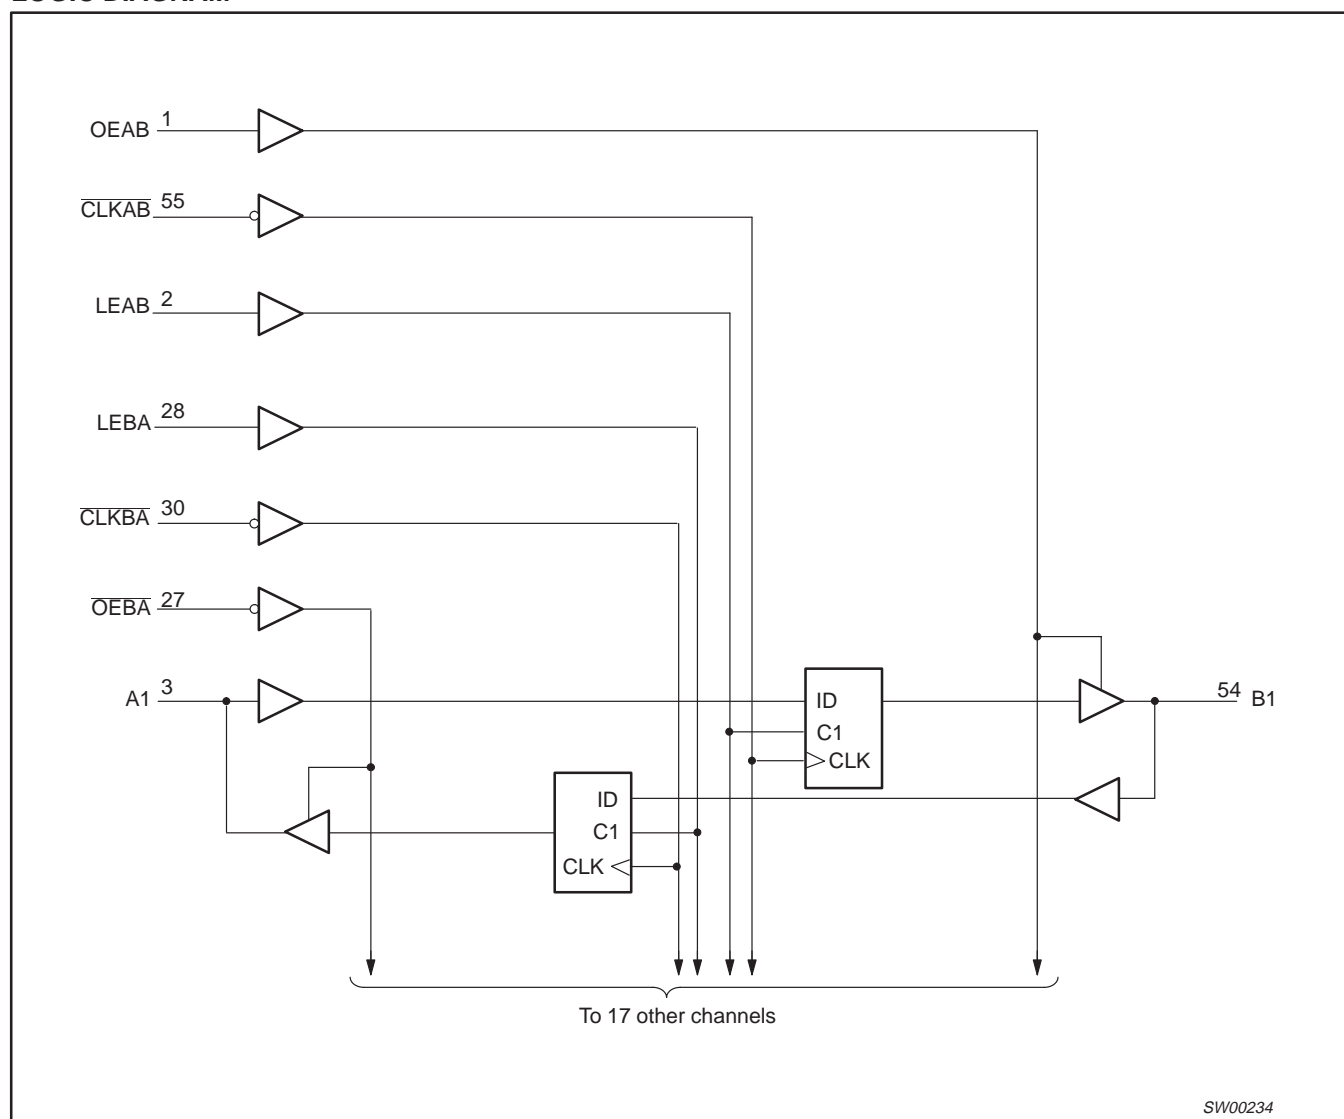 OEAB 1
CLKAB 55
LEAB 2
LEBA 28
CLKBA 30
OEBA 27
A1 3
ID
C1
CLK
54 B1
ID
C1
CLK
To 17 other channels
SW00234